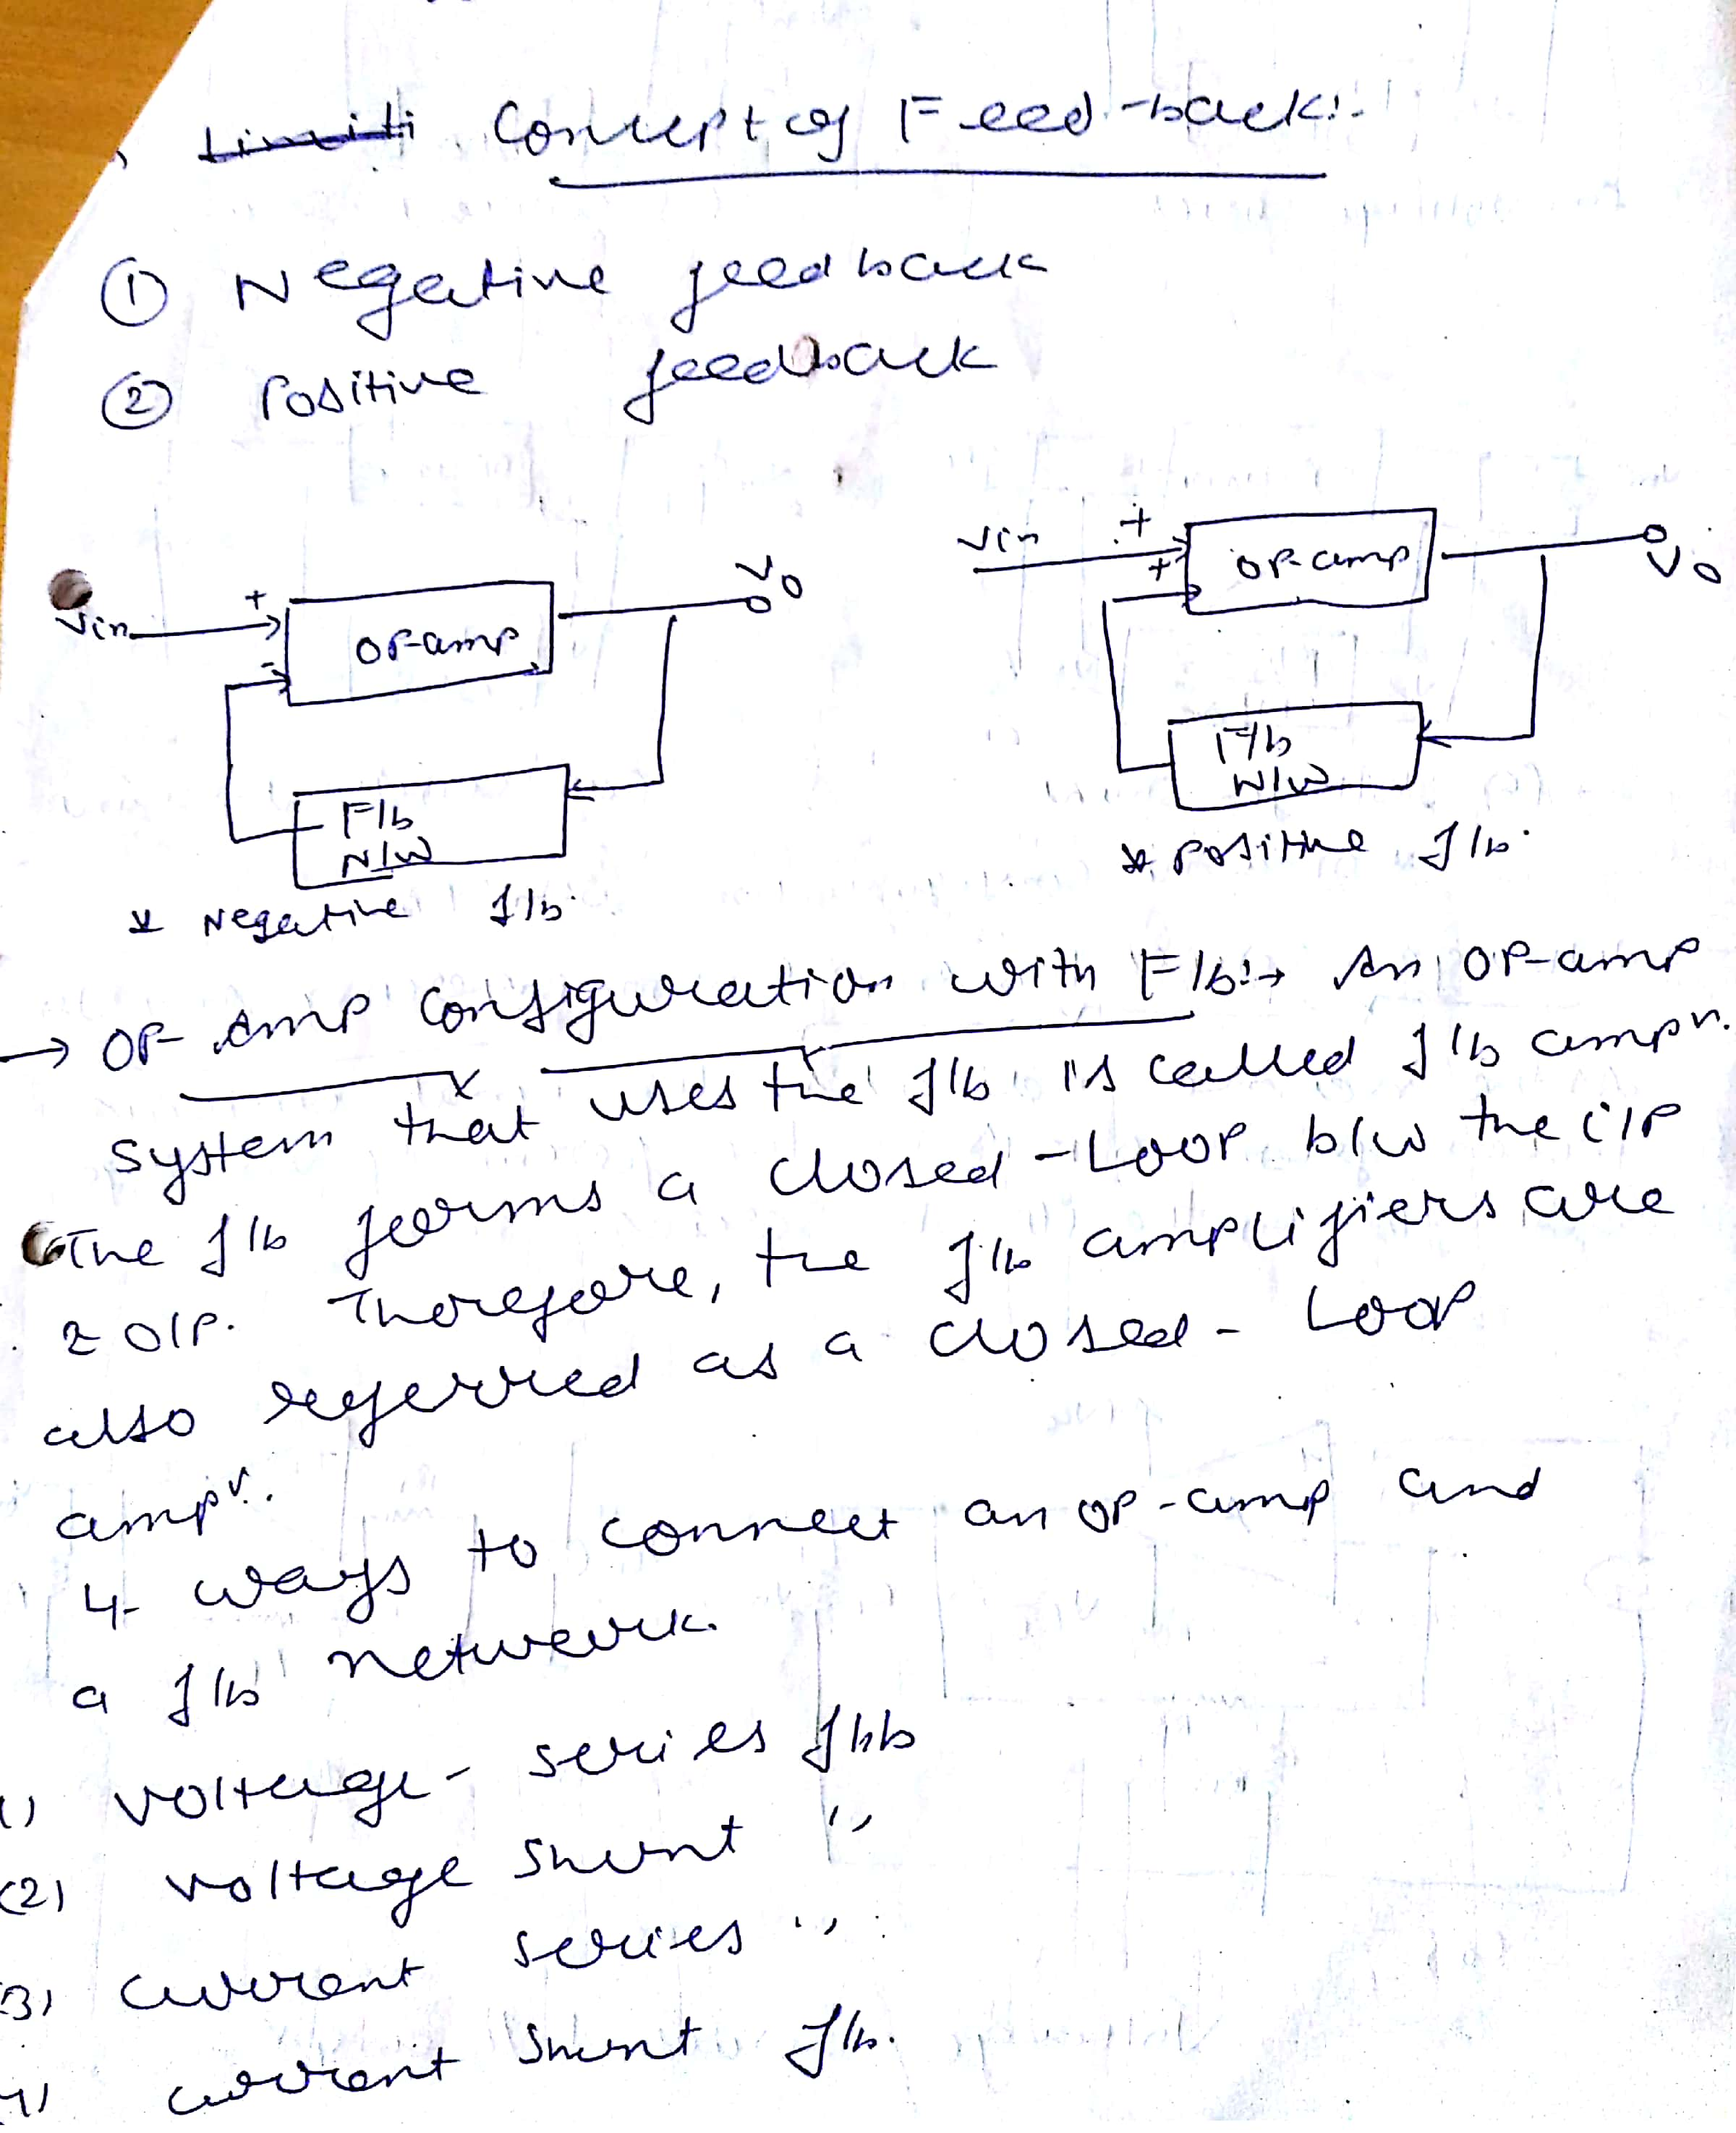 Concept of Feed-back:-
① Negative feedback
② Positive feedback
Vin + - OP-amp Vo
F/b
N/W
* Negative f/b.
Vin + + OP-amp Vo
F/b
N/W
* Positive f/b.
→ OP-Amp Configuration with F/b:→ An OP-amp
system that uses the f/b is called f/b ampr.
The f/b forms a closed-Loop b/w the i/P
& o/P. Therefore, the f/b amplifiers are
also referred as a closed-Loop
ampr.
4 ways to connect an op-amp and
a f/b network.
1) voltage-series f/b
(2) voltage shunt "
(3) current series "
4) current shunt f/b.